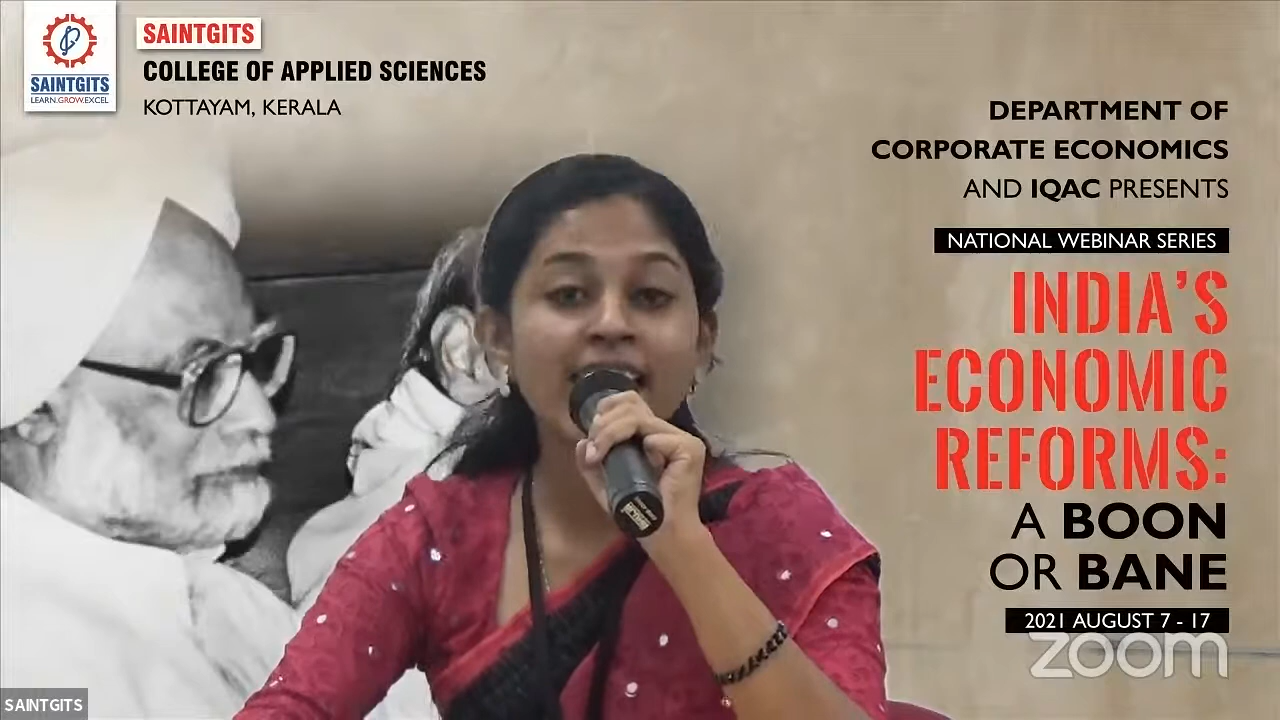 SAINTGITS
LEARN.GROW.EXCEL
SAINTGITS
COLLEGE OF APPLIED SCIENCES
KOTTAYAM, KERALA
DEPARTMENT OF
CORPORATE ECONOMICS
AND IQAC PRESENTS
NATIONAL WEBINAR SERIES
INDIA'S
ECONOMIC
REFORMS:
A BOON
OR BANE
2021 AUGUST 7 - 17
zoom
SAINTGITS